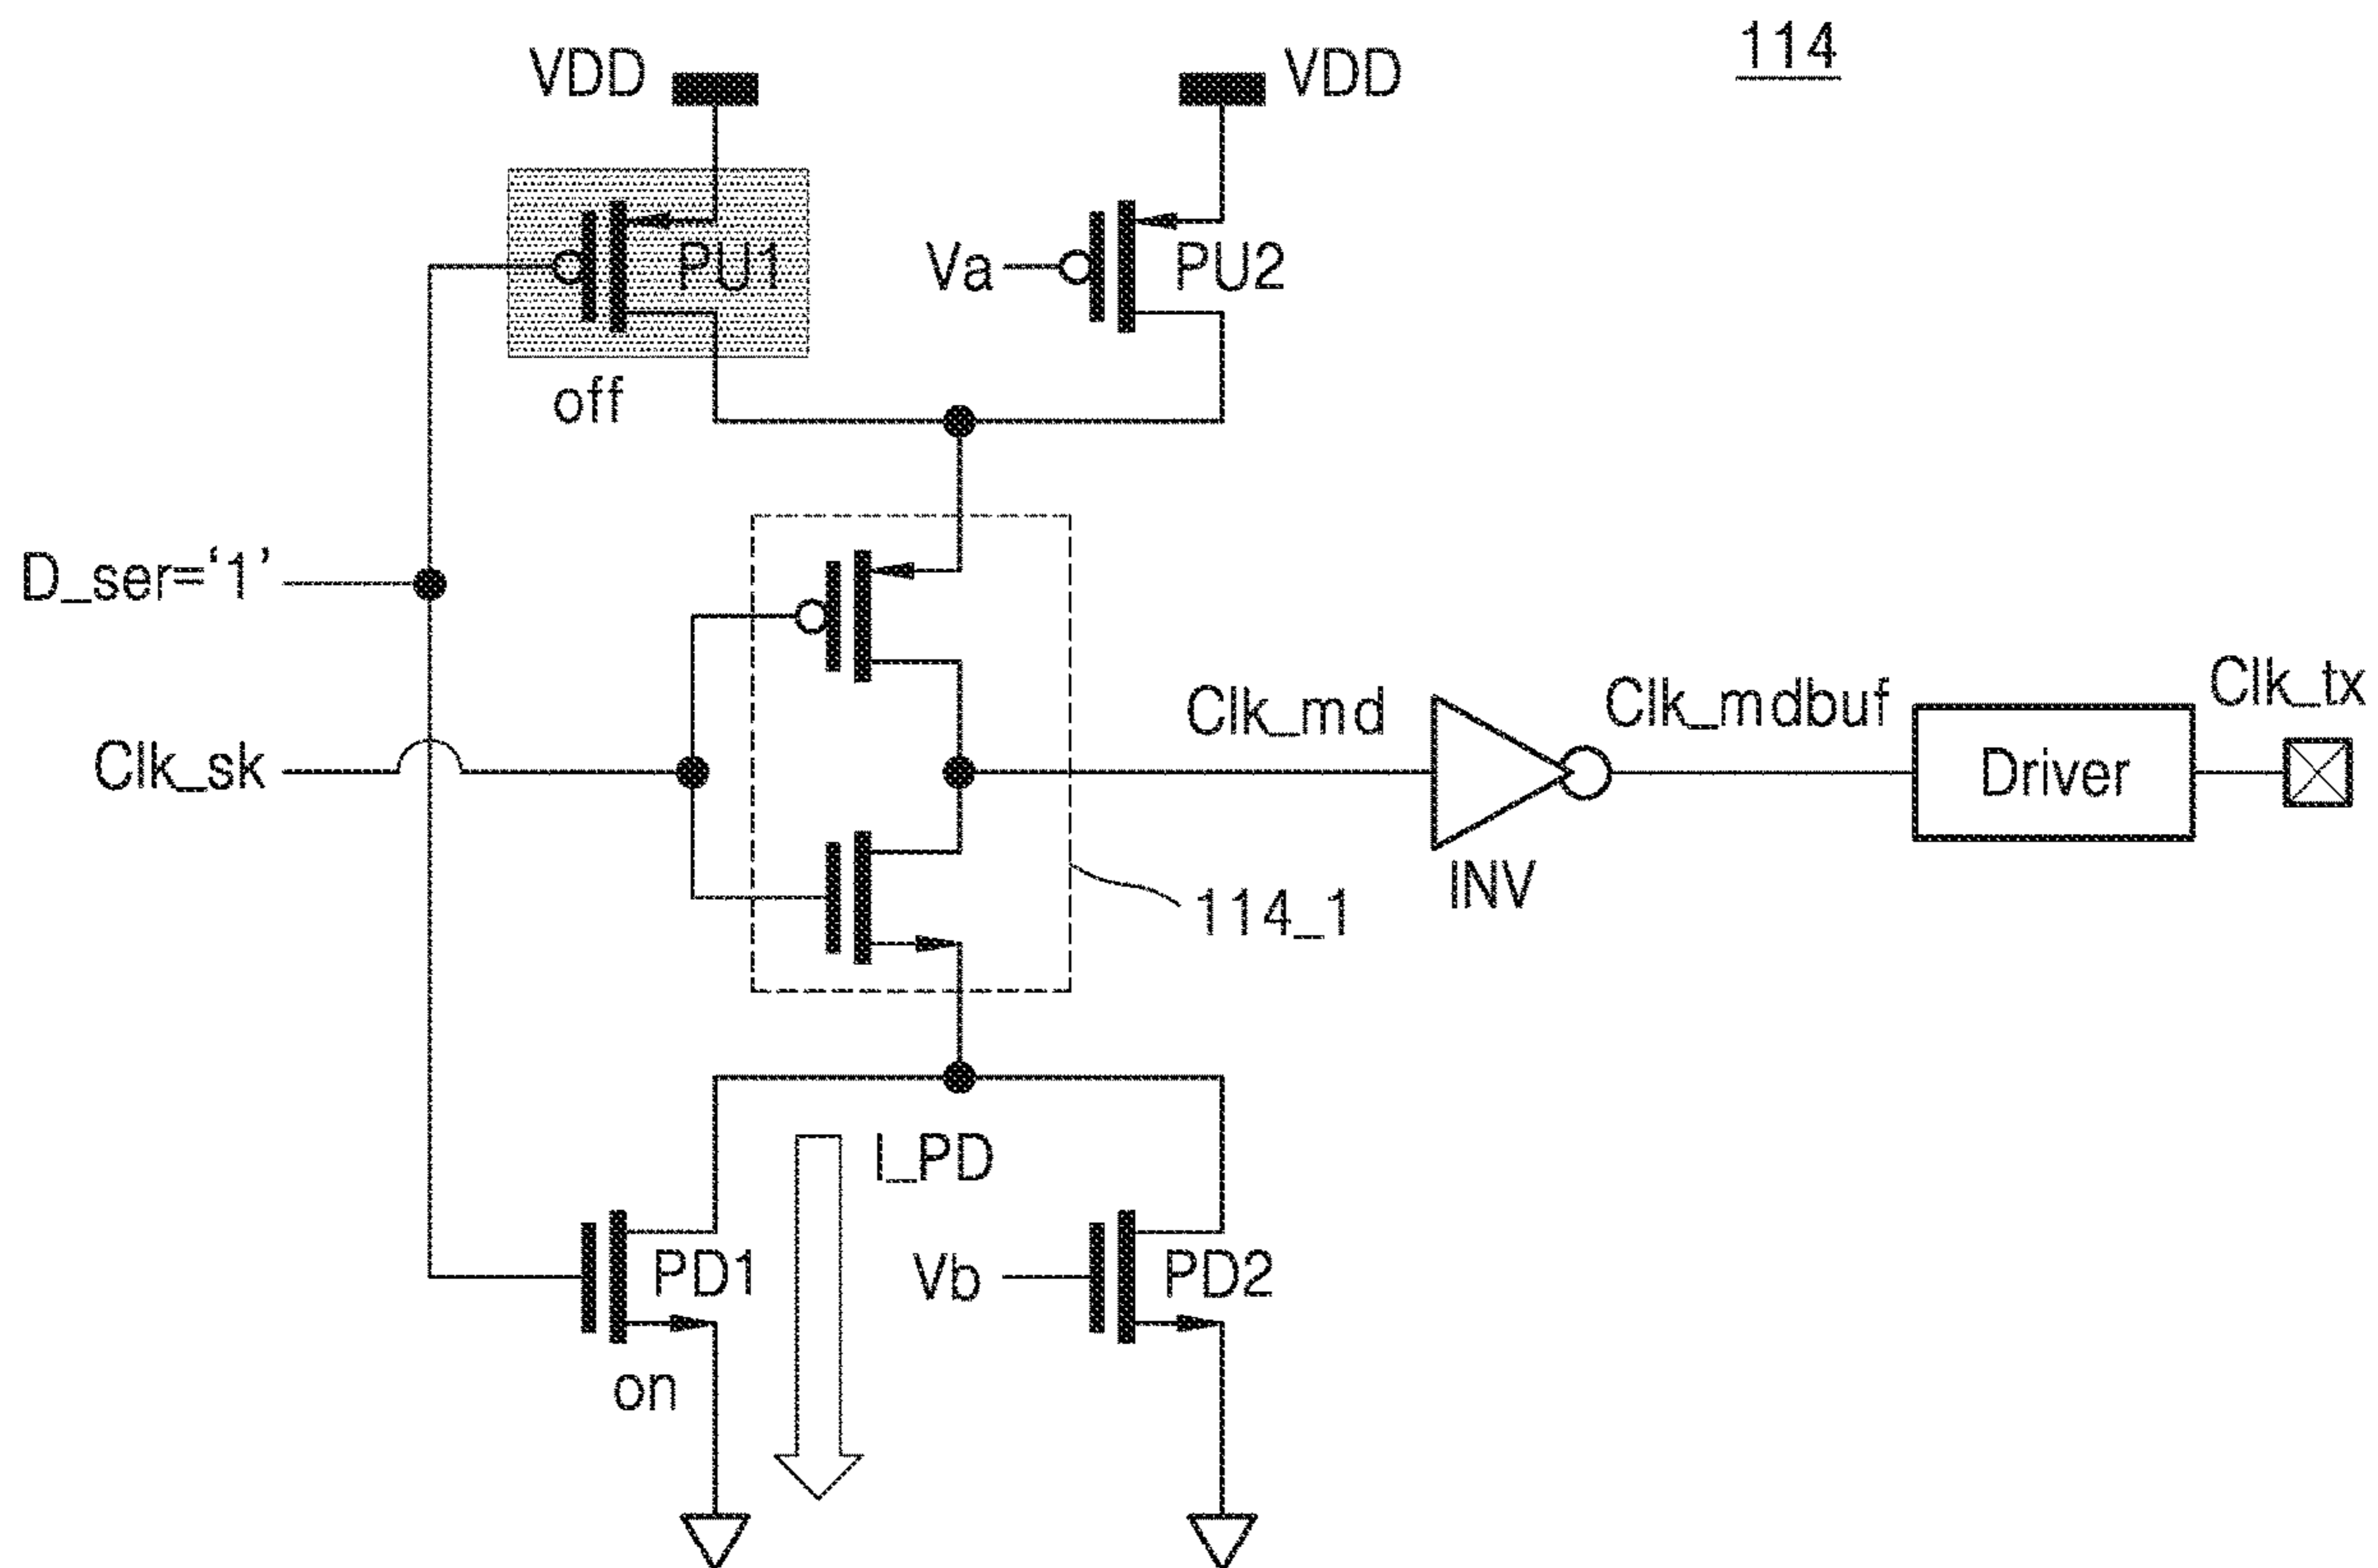 114
VDD
VDD
PU1
Va
PU2
off
D_ser=‘1’
Clk_sk
Clk_md
Clk_mdbuf
Clk_tx
Driver
INV
114_1
I_PD
PD1
Vb
PD2
on